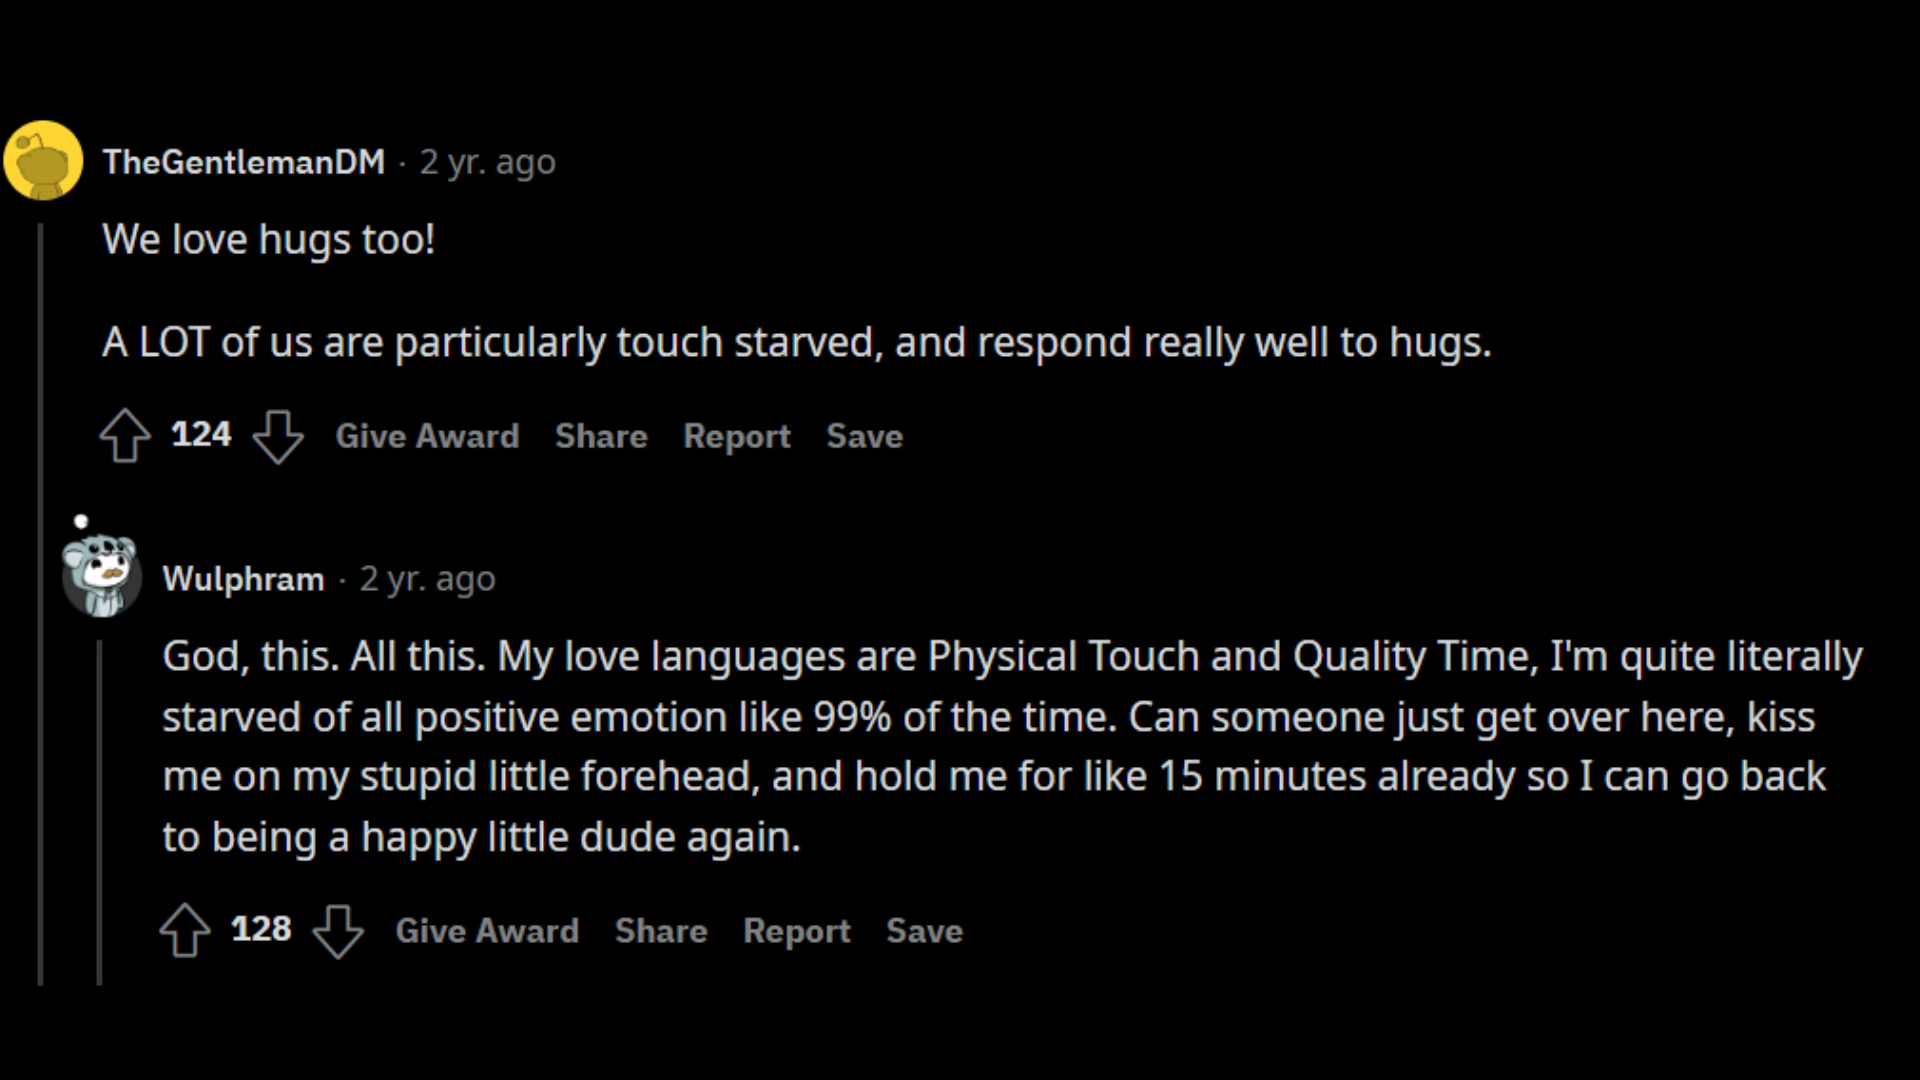 TheGentlemanDM · 2 yr. ago
We love hugs too!
A LOT of us are particularly touch starved, and respond really well to hugs.
124 Give Award Share Report Save
Wulphram · 2 yr. ago
God, this. All this. My love languages are Physical Touch and Quality Time, I'm quite literally
starved of all positive emotion like 99% of the time. Can someone just get over here, kiss
me on my stupid little forehead, and hold me for like 15 minutes already so I can go back
to being a happy little dude again.
128 Give Award Share Report Save